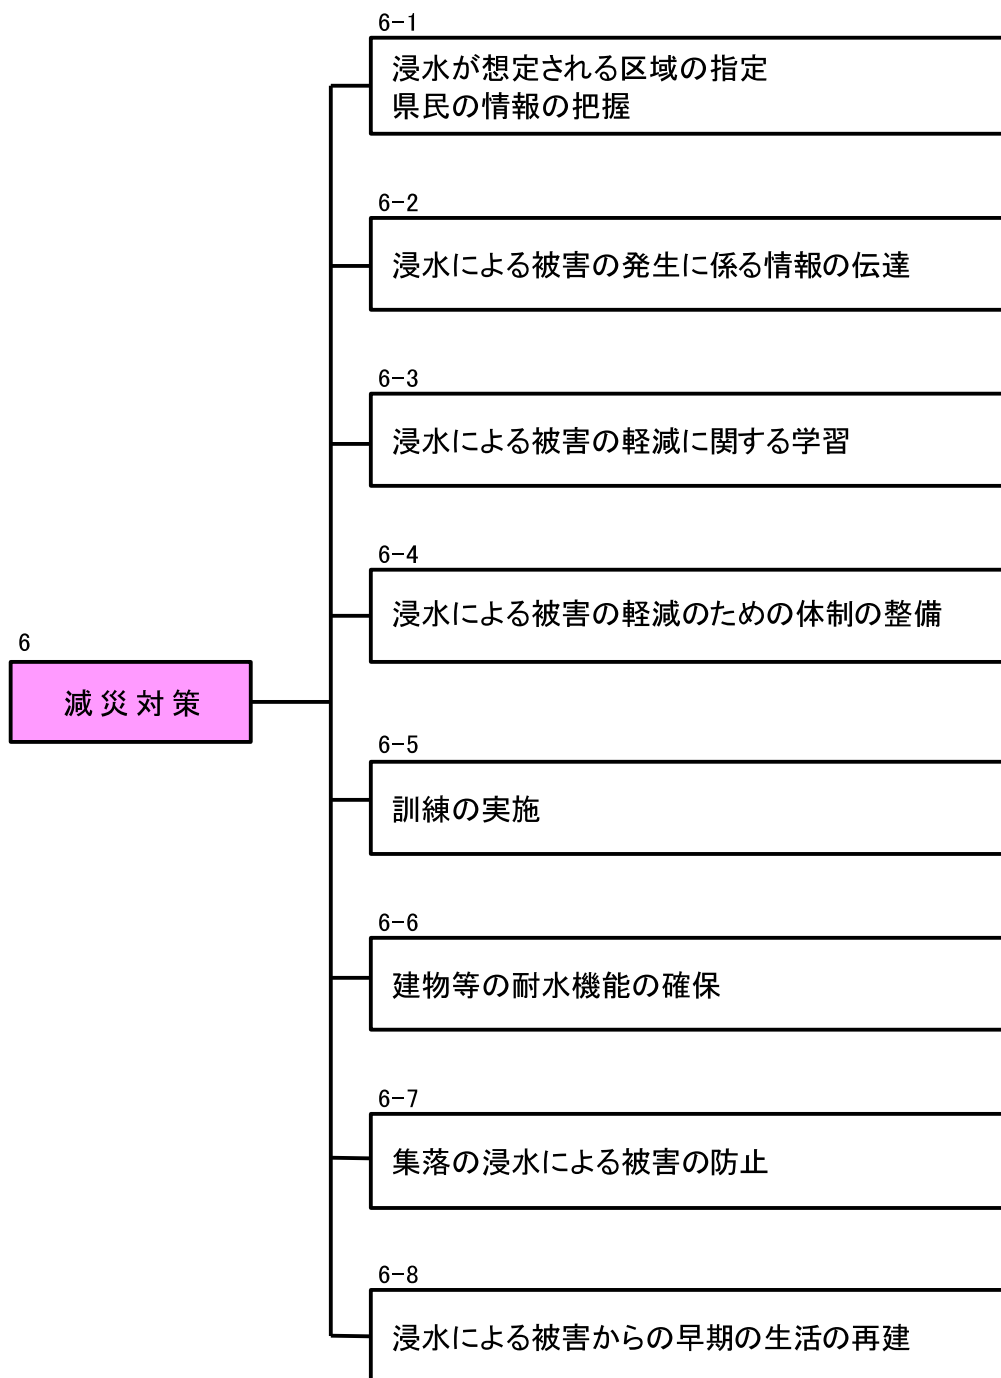 6-1
浸水が想定される区域の指定
県民の情報の把握
6-2
浸水による被害の発生に係る情報の伝達
6-3
浸水による被害の軽減に関する学習
6-4
浸水による被害の軽減のための体制の整備
6
減災対策
6-5
訓練の実施
6-6
建物等の耐水機能の確保
6-7
集落の浸水による被害の防止
6-8
浸水による被害からの早期の生活の再建